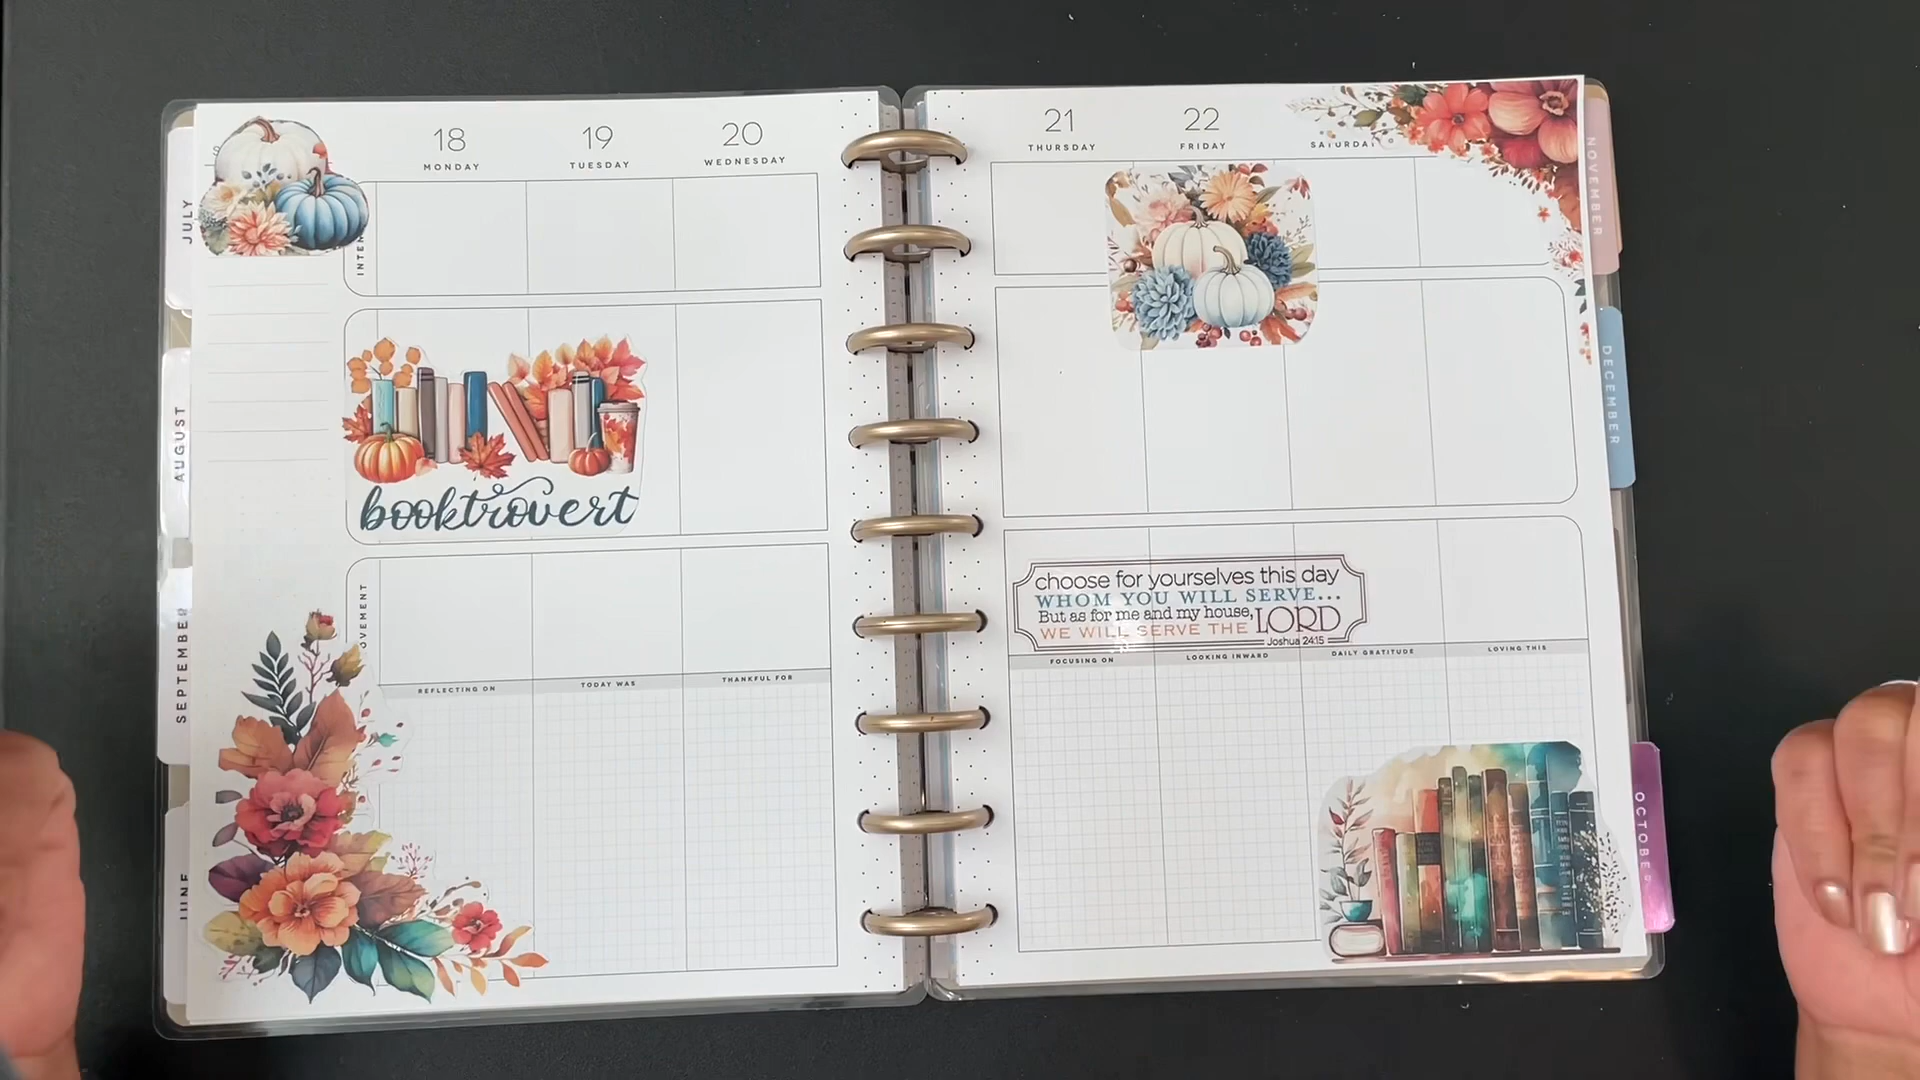 18
MONDAY
19
TUESDAY
20
WEDNESDAY
21
THURSDAY
22
FRIDAY
SATURDAY
JULY
AUGUST
SEPTEMBER
JUNE
booktrovert
REFLECTING ON
TODAY WAS
THANKFUL FOR
choose for yourselves this day
WHOM YOU WILL SERVE...
But as for me and my house,
WE WILL SERVE THE LORD
Joshua 24:15
FOCUSING ON
LOOKING INWARD
DAILY GRATITUDE
LOVING THIS
NOVEMBER
DECEMBER
OCTOBER